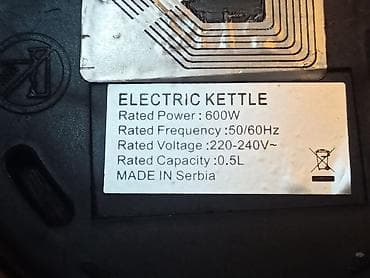 ELECTRIC KETTLE
Rated Power : 600W
Rated Frequency : 50/60Hz
Rated Voltage : 220-240V~
Rated Capacity : 0.5L
MADE IN Serbia